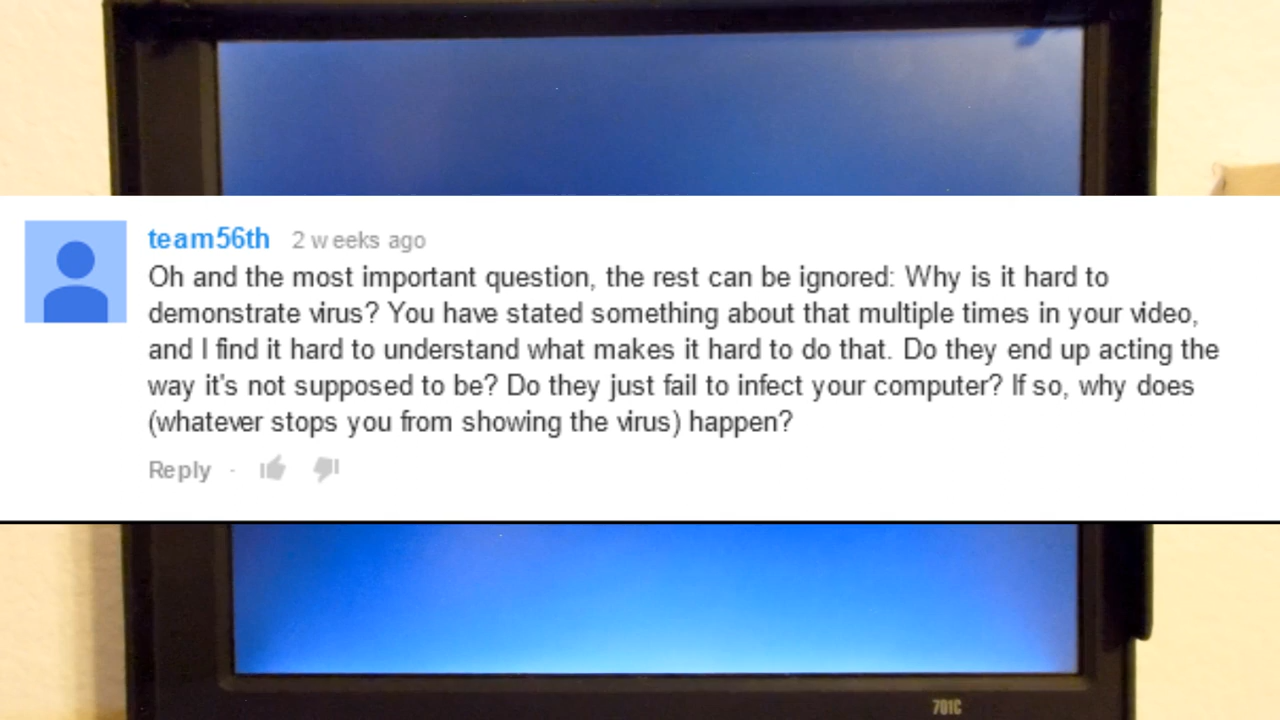 team56th 2 weeks ago
Oh and the most important question, the rest can be ignored: Why is it hard to
demonstrate virus? You have stated something about that multiple times in your video,
and I find it hard to understand what makes it hard to do that. Do they end up acting the
way it's not supposed to be? Do they just fail to infect your computer? If so, why does
(whatever stops you from showing the virus) happen?
Reply ·
701C